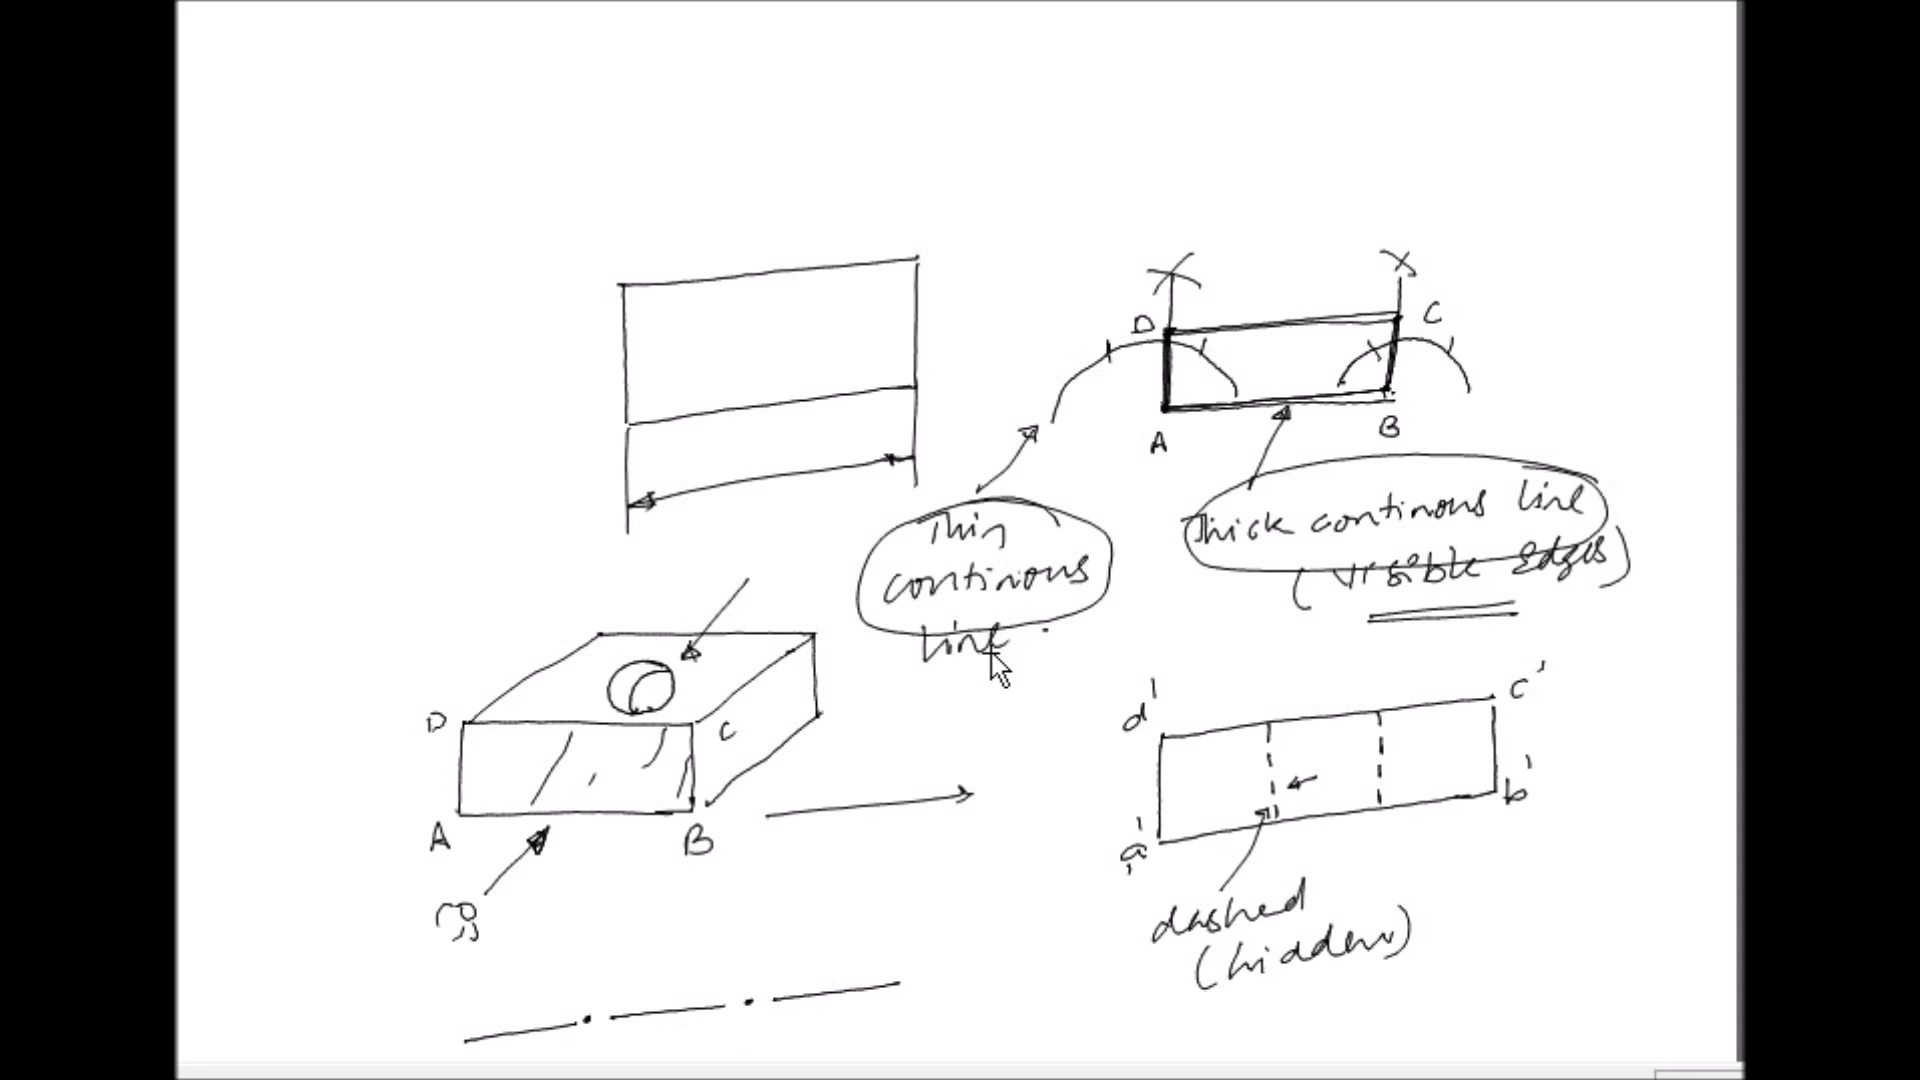 D
C
A
B
Thin
continous
line.
Thick continous line
(visible edges)
D
C
A
B
d'
c'
a'
b'
dashed
(hidden)